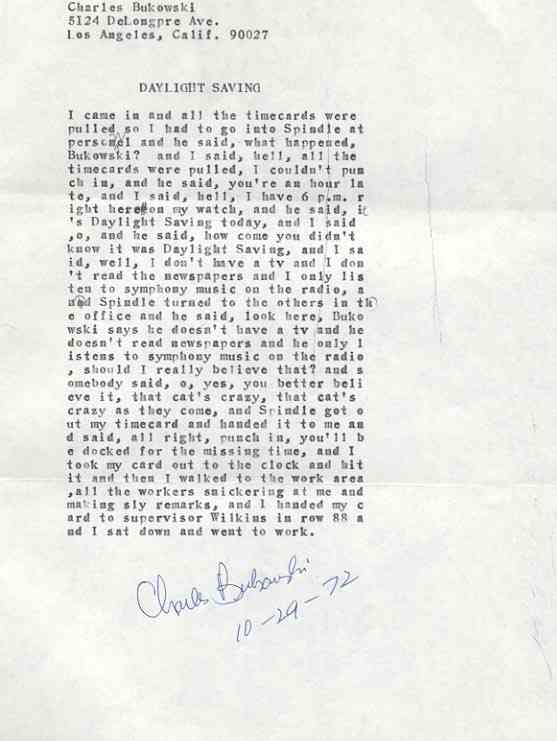 Charles Bukowski
5124 DeLongpre Ave.
Los Angeles, Calif. 90027
DAYLIGHT SAVING
I came in and all the timecards were
pulled so I had to go into Spindle at
personel and he said, what happened,
Bukowski?  and I said, hell, all the
timecards were pulled, I couldn't pun
ch in, and he said, you're an hour la
te, and I said, hell, I have 6 p.m. r
ight here on my watch, and he said, it
's Daylight Saving today, and I said
,o, and he said, how come you didn't
know it was Daylight Saving, and I sa
id, well, I don't have a tv and I don
't read the newspapers and I only lis
ten to symphony music on the radio, a
nd Spindle turned to the others in th
e office and he said, look here, Buko
wski says he doesn't have a tv and he
doesn't read newspapers and he only l
istens to symphony music on the radio
, should I really believe that? and s
omebody said, o, yes, you better beli
eve it, that cat's crazy, that cat's
crazy as they come, and Spindle got o
ut my timecard and handed it to me an
d said, all right, punch in, you'll b
e docked for the missing time, and I
took my card out to the clock and hit
it and then I walked to the work area
,all the workers snickering at me and
making sly remarks, and I handed my c
ard to supervisor Wilkins in row 88 a
nd I sat down and went to work.
Charles Bukowski
10-29-72